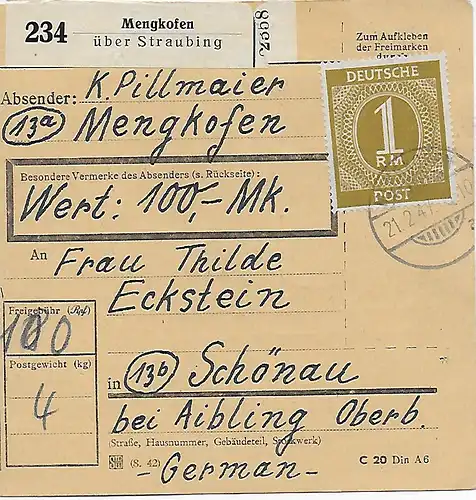 234
Mengkofen
über Straubing
Zum Aufkleben
der Freimarken
Absender: K. Pillmaier
13a Mengkofen
DEUTSCHE
1
RM
POST
Besondere Vermerke des Absenders (s. Rückseite):
Wert: 100,- Mk.
21.2.47
An Frau Thilde
Eckstein
Freigebühr (Rpf)
100
Postgewicht (kg)
4
in 13b Schönau
bei Aibling Oberb.
(Straße, Hausnummer, Gebäudeteil, Stockwerk)
(8. 42)
-German-
C 20 Din A6